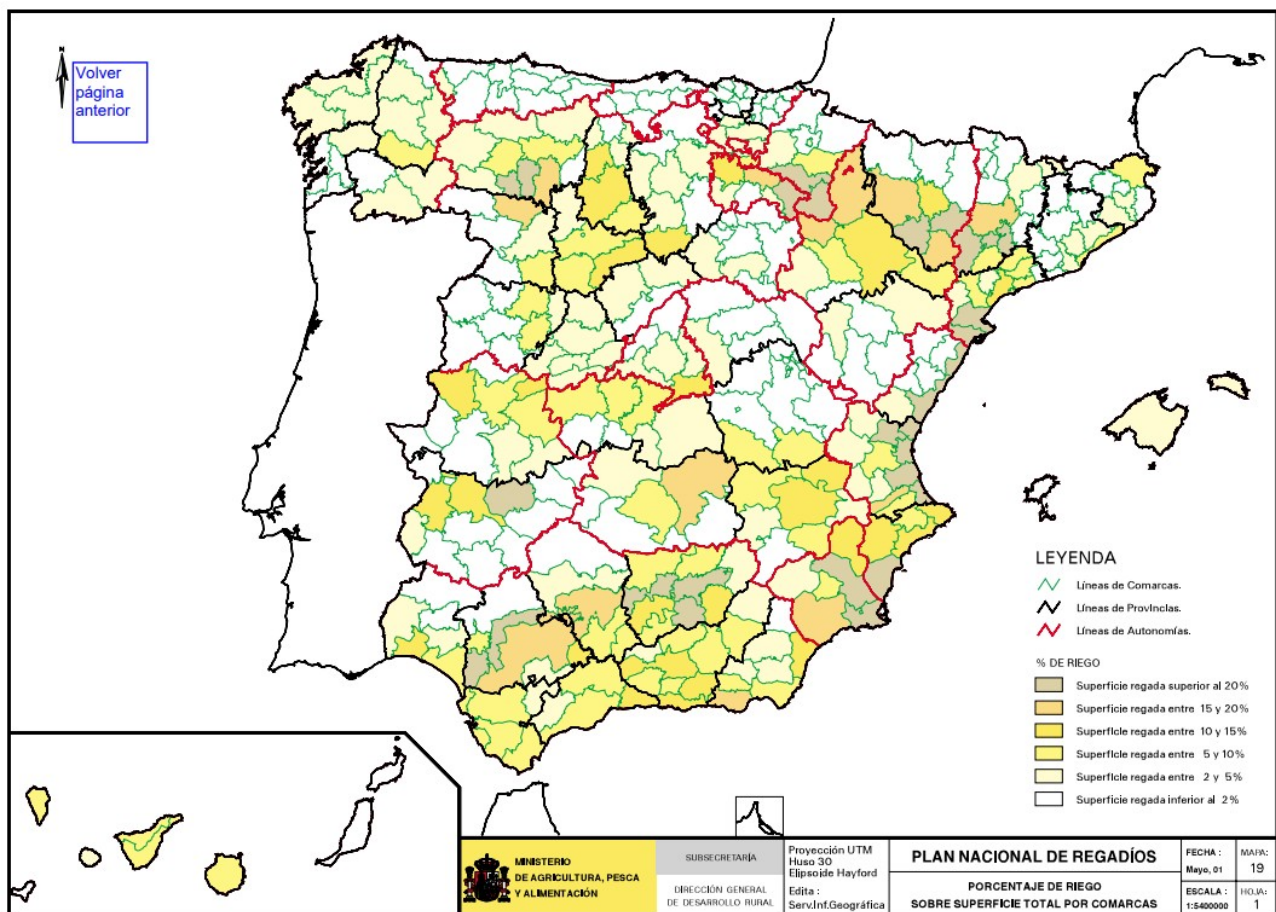 N
Volver
página
anterior
LEYENDA
Líneas de Comarcas.
Líneas de Provincias.
Líneas de Autonomías.
% DE RIEGO
Superficie regada superior al 20%
Superficie regada entre 15 y 20%
Superficie regada entre 10 y 15%
Superficie regada entre 5 y 10%
Superficie regada entre 2 y 5%
Superficie regada inferior al 2%
MINISTERIO
DE AGRICULTURA, PESCA
Y ALIMENTACIÓN
SUBSECRETARÍA
DIRECCIÓN GENERAL
DE DESARROLLO RURAL
Proyección UTM
Huso 30
Elipsoide Hayford
Edita :
Serv.Inf.Geográfica
PLAN NACIONAL DE REGADÍOS
PORCENTAJE DE RIEGO
SOBRE SUPERFICIE TOTAL POR COMARCAS
FECHA :
Mayo, 01
MAPA:
19
ESCALA :
1:5400000
HOJA:
1